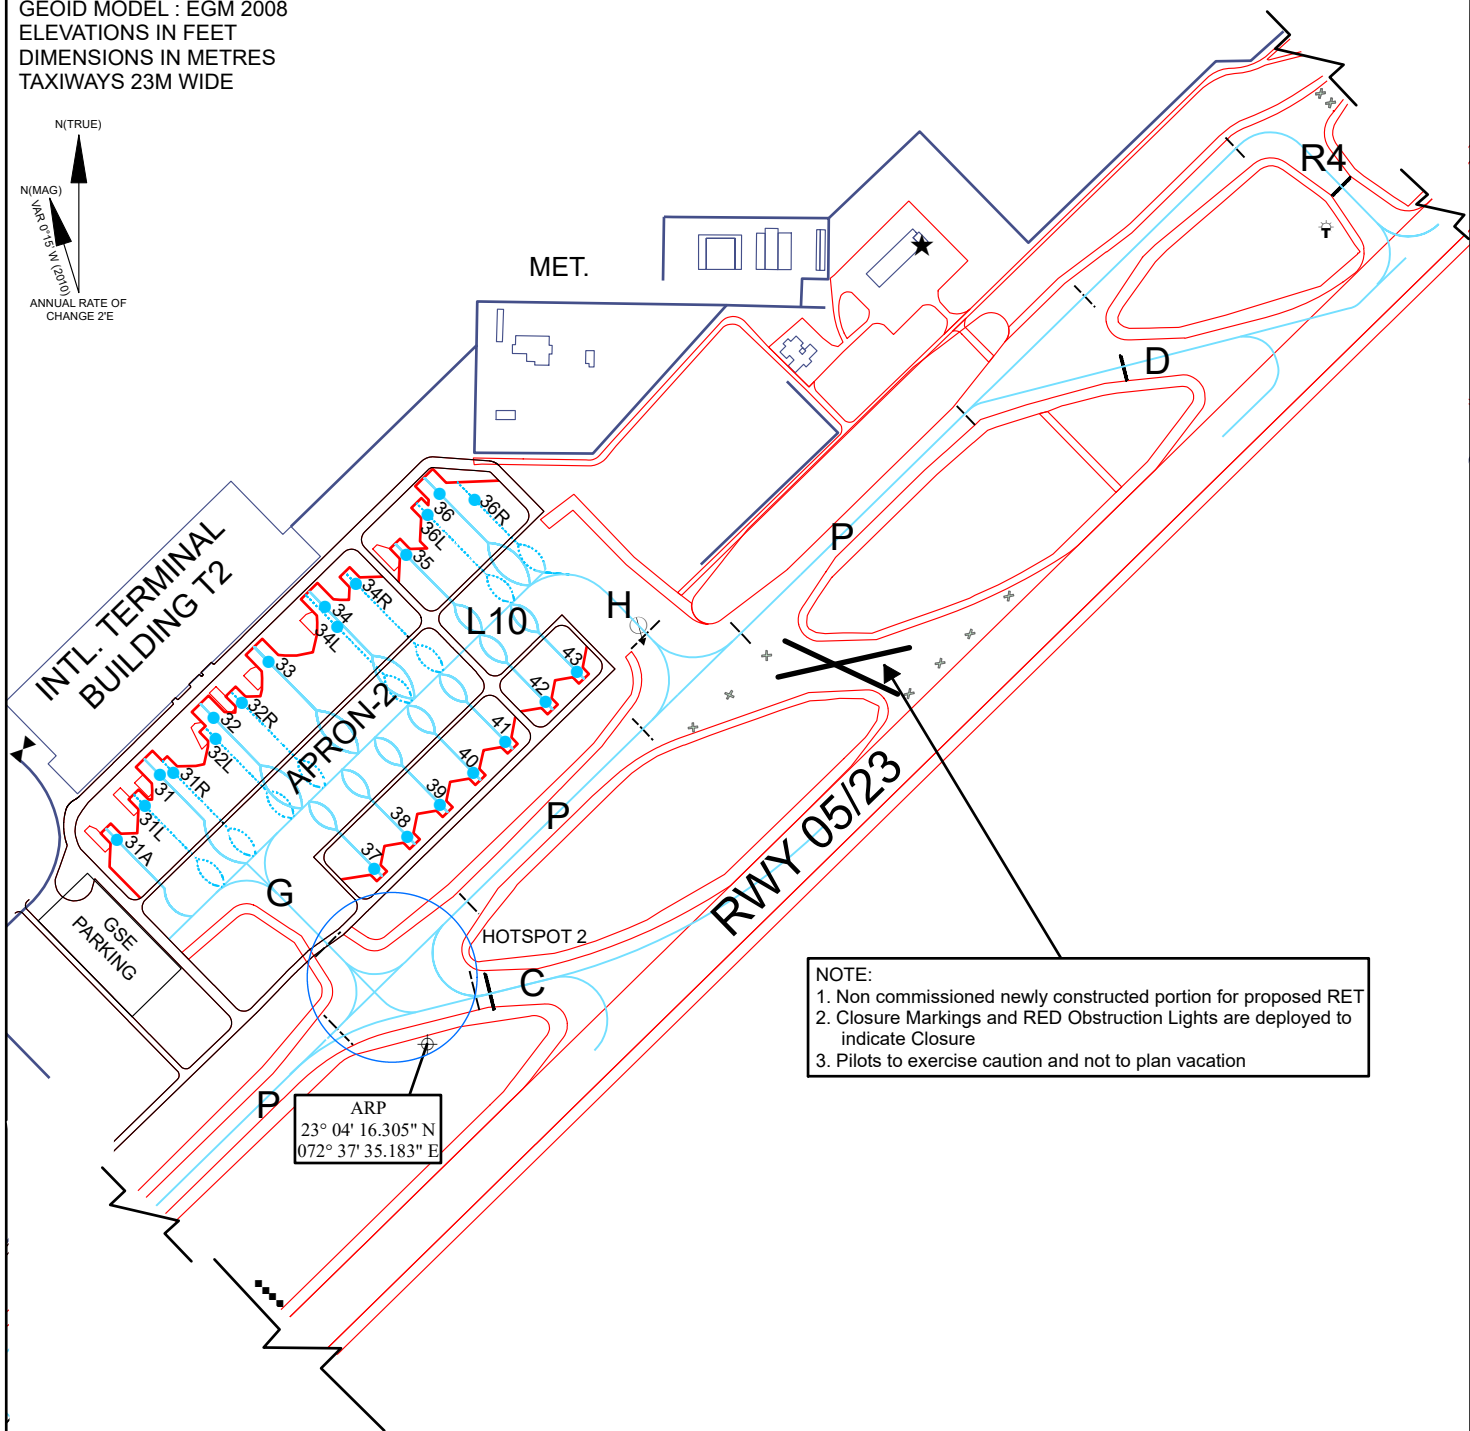 GEOID MODEL : EGM 2008
ELEVATIONS IN FEET
DIMENSIONS IN METRES
TAXIWAYS 23M WIDE
N(TRUE)
N(MAG)
VAR 0°15' W (2010)
ANNUAL RATE OF
CHANGE 2'E
MET.
R4
D
P
H
L10
INTL. TERMINAL
BUILDING T2
APRON-2
36
36R
36L
35
34R
34
34L
33
32R
32
32L
31R
31
31L
31A
43
42
41
40
39
38
37
P
G
GSE
PARKING
HOTSPOT 2
C
RWY 05/23
P
ARP
23° 04' 16.305" N
072° 37' 35.183" E
NOTE:
1. Non commissioned newly constructed portion for proposed RET
2. Closure Markings and RED Obstruction Lights are deployed to
indicate Closure
3. Pilots to exercise caution and not to plan vacation